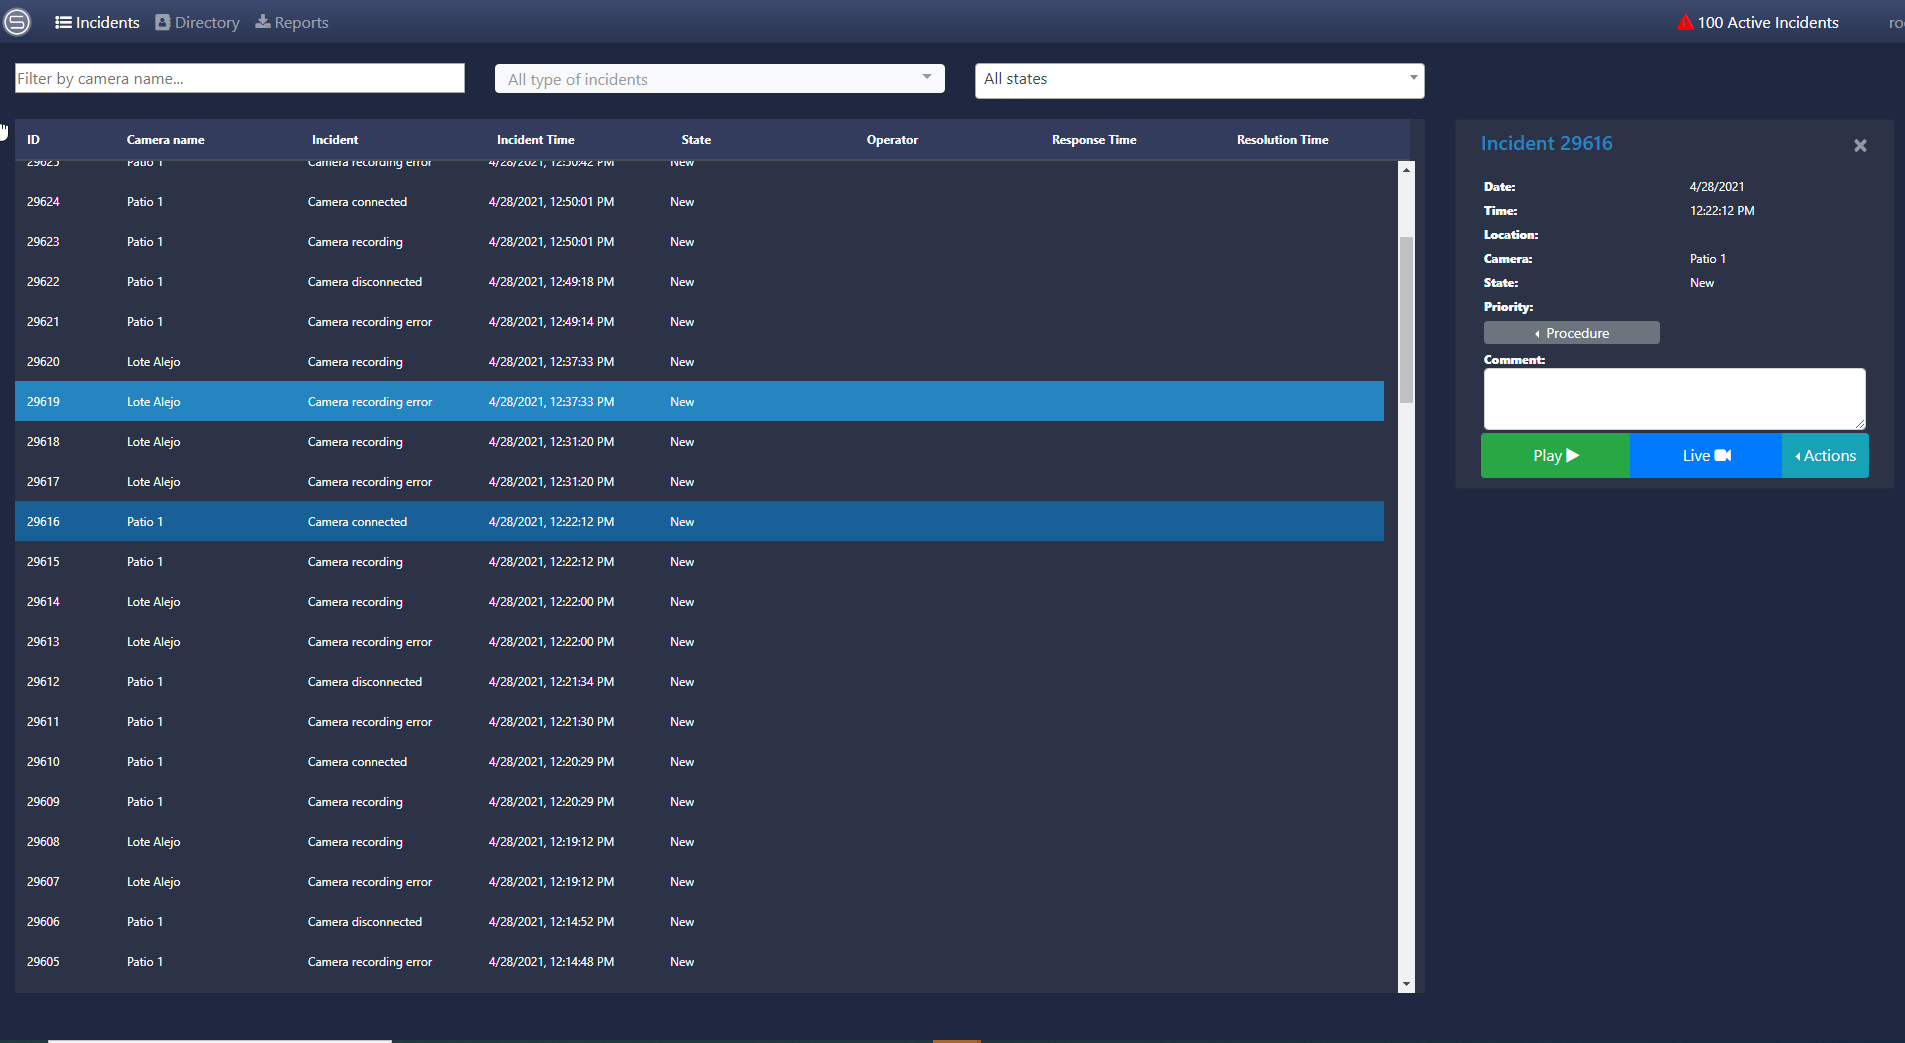 Incidents Directory Reports 100 Active Incidents ro
Filter by camera name... All type of incidents All states
ID Camera name Incident Incident Time State Operator Response Time Resolution Time
29625 Patio 1 Camera recording error 4/28/2021, 12:50:42 PM New
29624 Patio 1 Camera connected 4/28/2021, 12:50:01 PM New
29623 Patio 1 Camera recording 4/28/2021, 12:50:01 PM New
29622 Patio 1 Camera disconnected 4/28/2021, 12:49:18 PM New
29621 Patio 1 Camera recording error 4/28/2021, 12:49:14 PM New
29620 Lote Alejo Camera recording 4/28/2021, 12:37:33 PM New
29619 Lote Alejo Camera recording error 4/28/2021, 12:37:33 PM New
29618 Lote Alejo Camera recording 4/28/2021, 12:31:20 PM New
29617 Lote Alejo Camera recording error 4/28/2021, 12:31:20 PM New
29616 Patio 1 Camera connected 4/28/2021, 12:22:12 PM New
29615 Patio 1 Camera recording 4/28/2021, 12:22:12 PM New
29614 Lote Alejo Camera recording 4/28/2021, 12:22:00 PM New
29613 Lote Alejo Camera recording error 4/28/2021, 12:22:00 PM New
29612 Patio 1 Camera disconnected 4/28/2021, 12:21:34 PM New
29611 Patio 1 Camera recording error 4/28/2021, 12:21:30 PM New
29610 Patio 1 Camera connected 4/28/2021, 12:20:29 PM New
29609 Patio 1 Camera recording 4/28/2021, 12:20:29 PM New
29608 Lote Alejo Camera recording 4/28/2021, 12:19:12 PM New
29607 Lote Alejo Camera recording error 4/28/2021, 12:19:12 PM New
29606 Patio 1 Camera disconnected 4/28/2021, 12:14:52 PM New
29605 Patio 1 Camera recording error 4/28/2021, 12:14:48 PM New
Incident 29616
Date: 4/28/2021
Time: 12:22:12 PM
Location:
Camera: Patio 1
State: New
Priority:
Procedure
Comment:
Play Live Actions